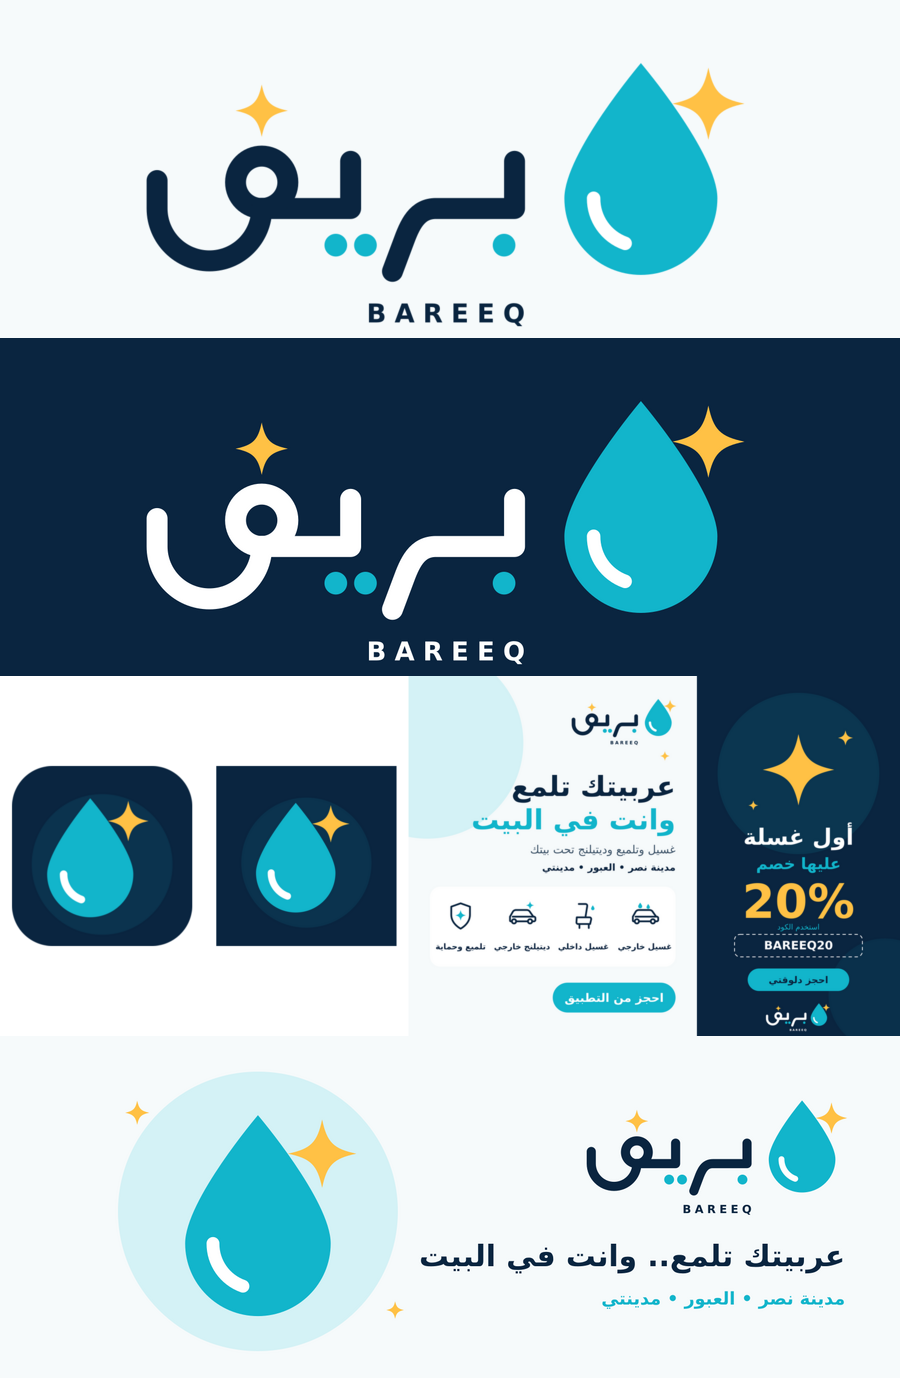 بريق
BAREEQ
بريق
BAREEQ
بريق
BAREEQ
عربيتك تلمع
وانت في البيت
غسيل وتلميع وديتيلنج تحت بيتك
مدينة نصر • العبور • مدينتي
غسيل خارجي
غسيل داخلي
ديتيلنج خارجي
تلميع وحماية
احجز من التطبيق
أول غسلة
عليها خصم
20%
استخدم الكود
BAREEQ20
احجز دلوقتي
بريق
BAREEQ
بريق
BAREEQ
عربيتك تلمع.. وانت في البيت
مدينة نصر • العبور • مدينتي